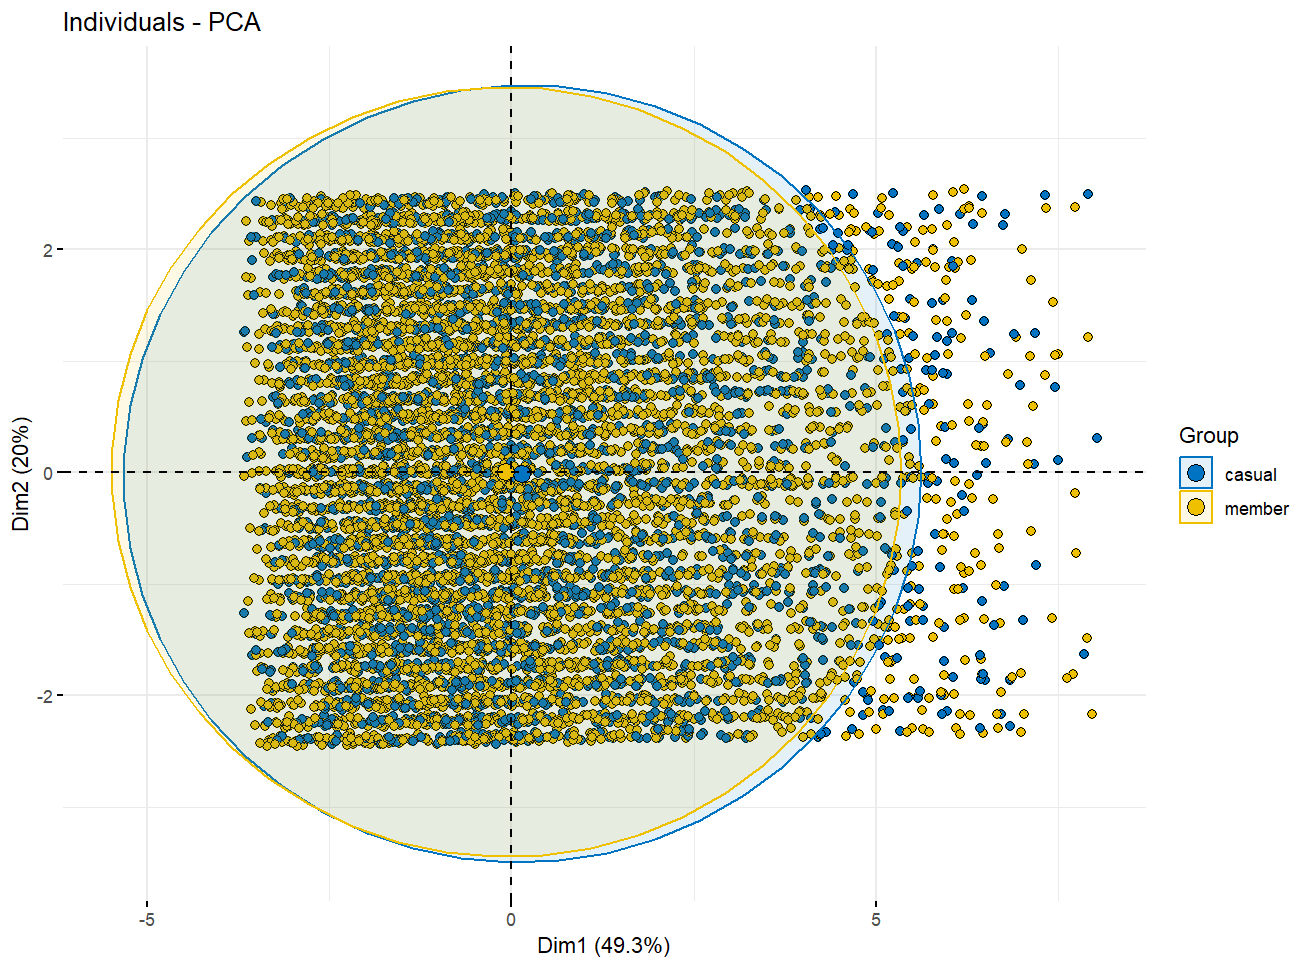 Individuals - PCA
2
0
-2
-5
0
5
Dim1 (49.3%)
Dim2 (20%)
Group
casual
member